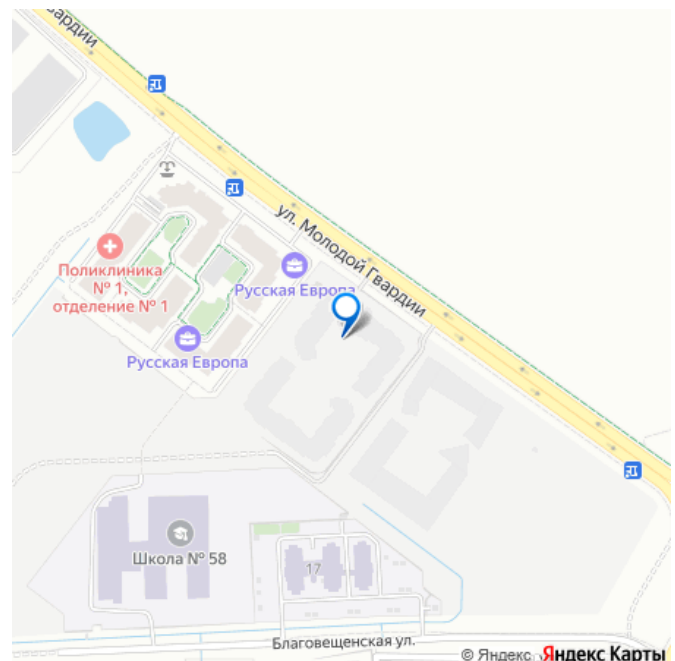 вардии
ул. Молодой Гвардии
Поликлиника
№ 1,
отделение № 1
Русская Европа
Русская Европа
Школа № 58
17
Благовещенская ул.
© Яндекс Яндекс Карты